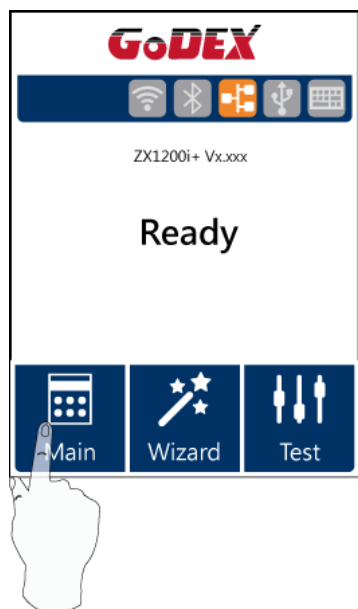 GoDEX
ZX1200i+ Vx.xxx
Ready
Main
Wizard
Test